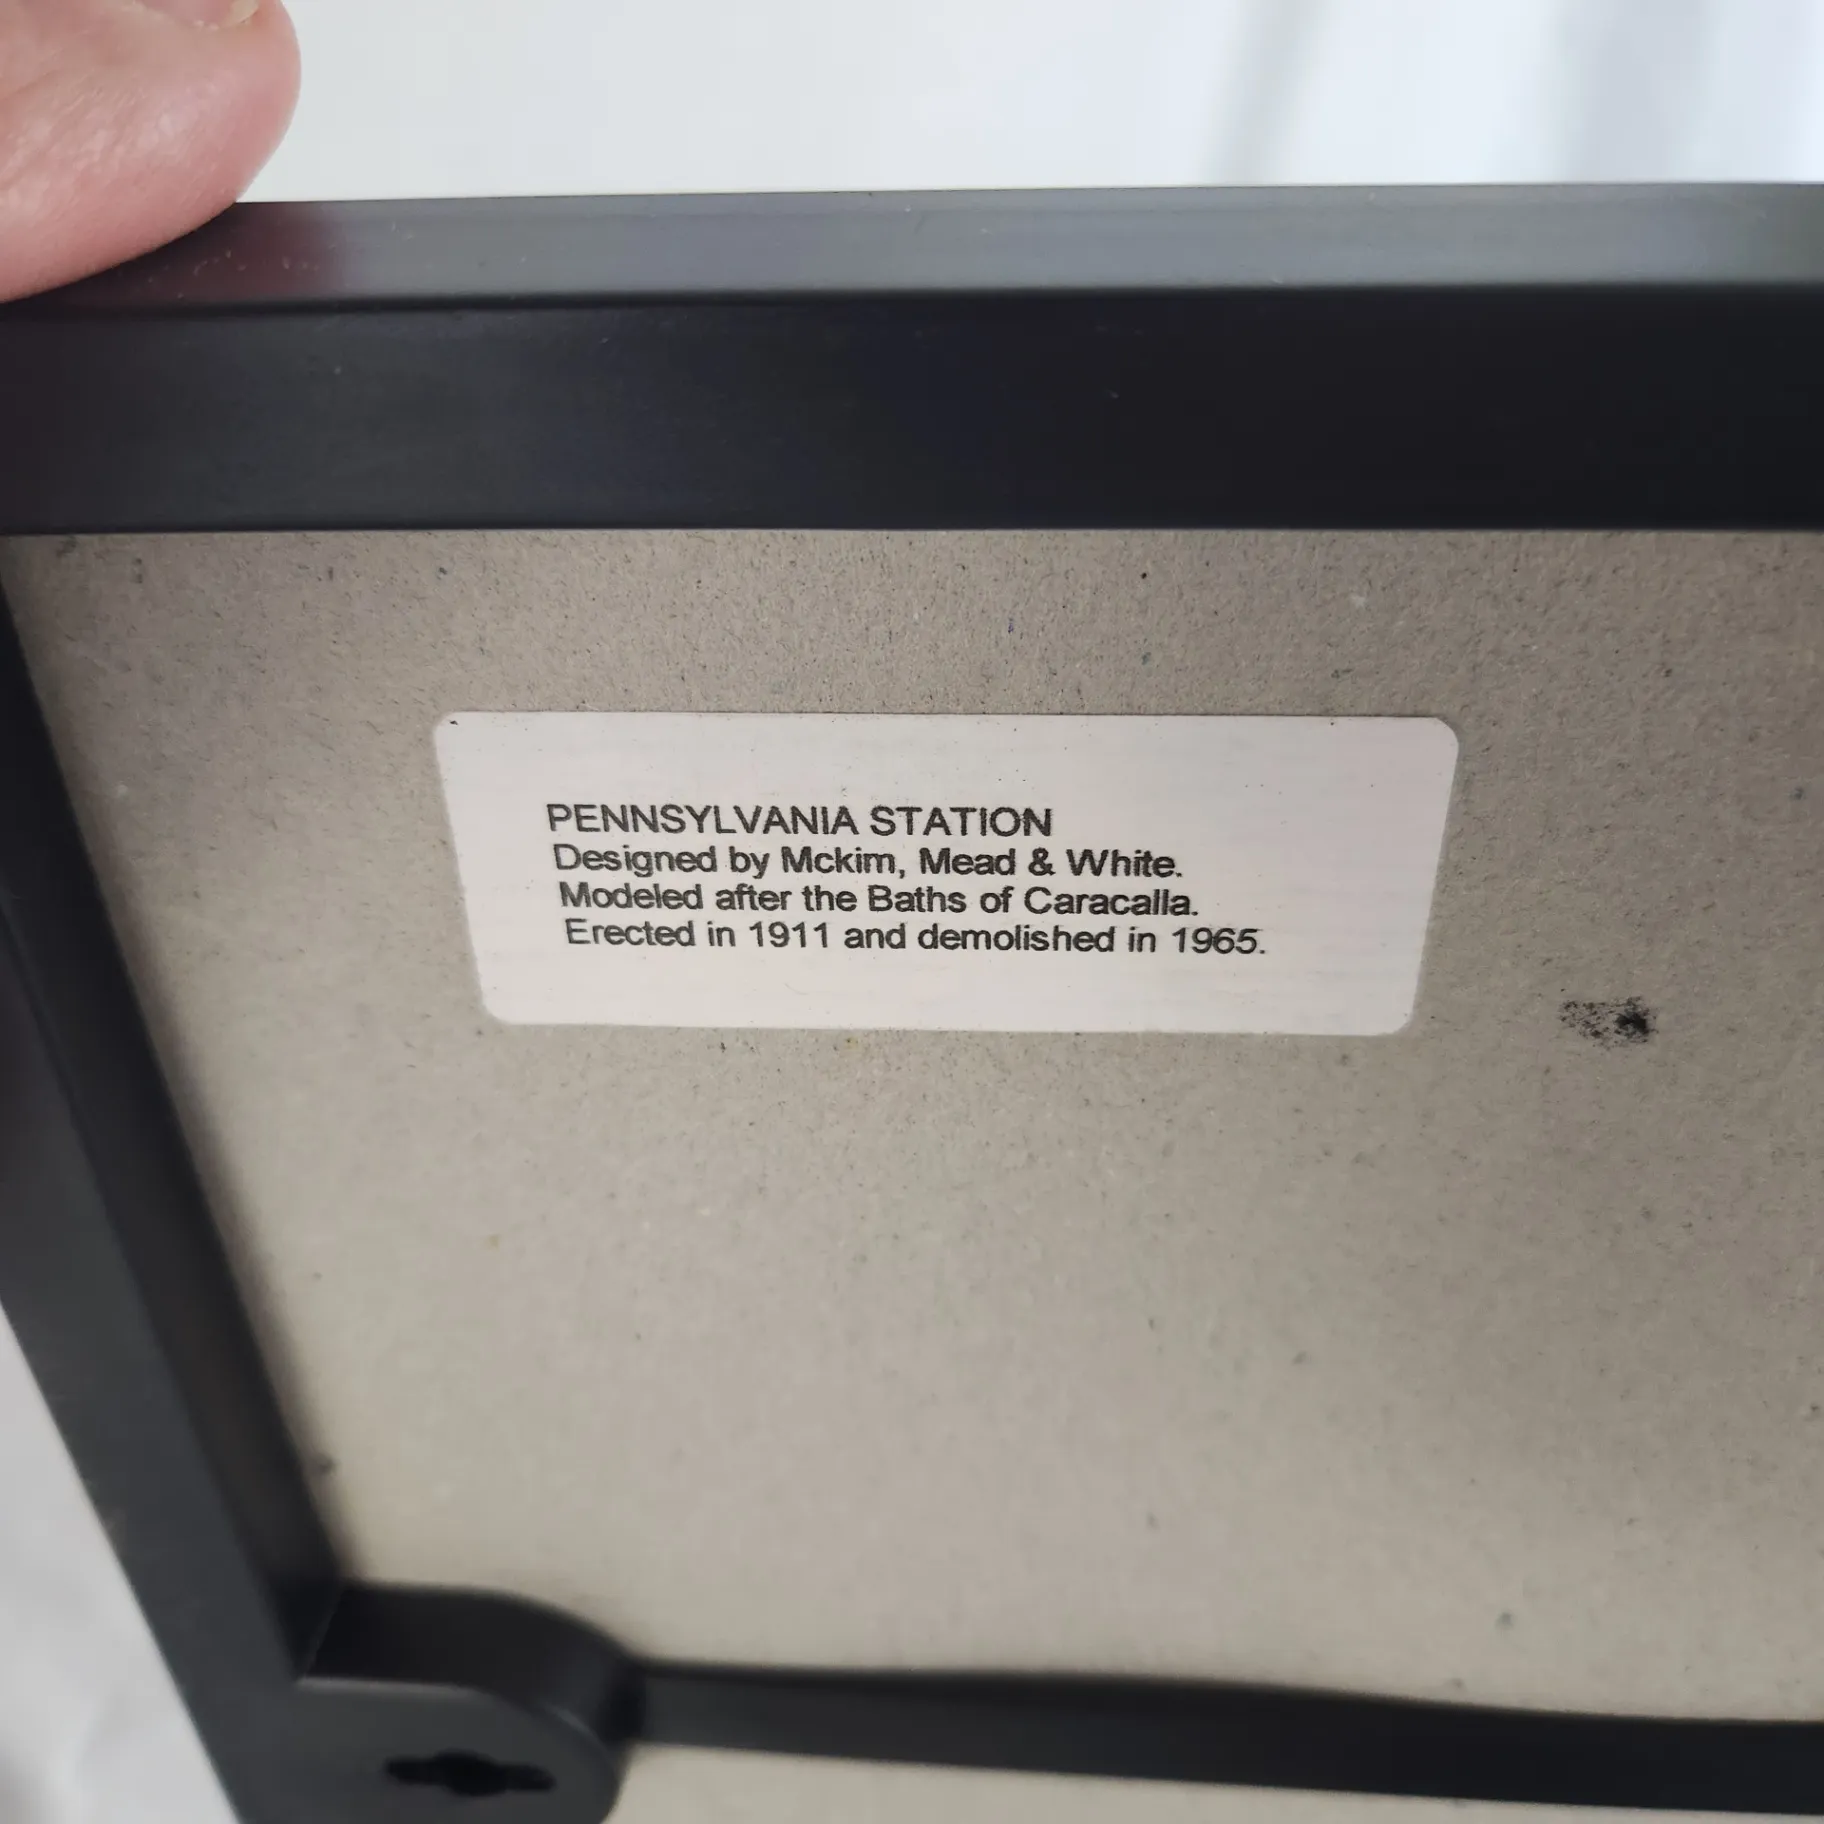 PENNSYLVANIA STATION
Designed by Mckim, Mead & White.
Modeled after the Baths of Caracalla.
Erected in 1911 and demolished in 1965.